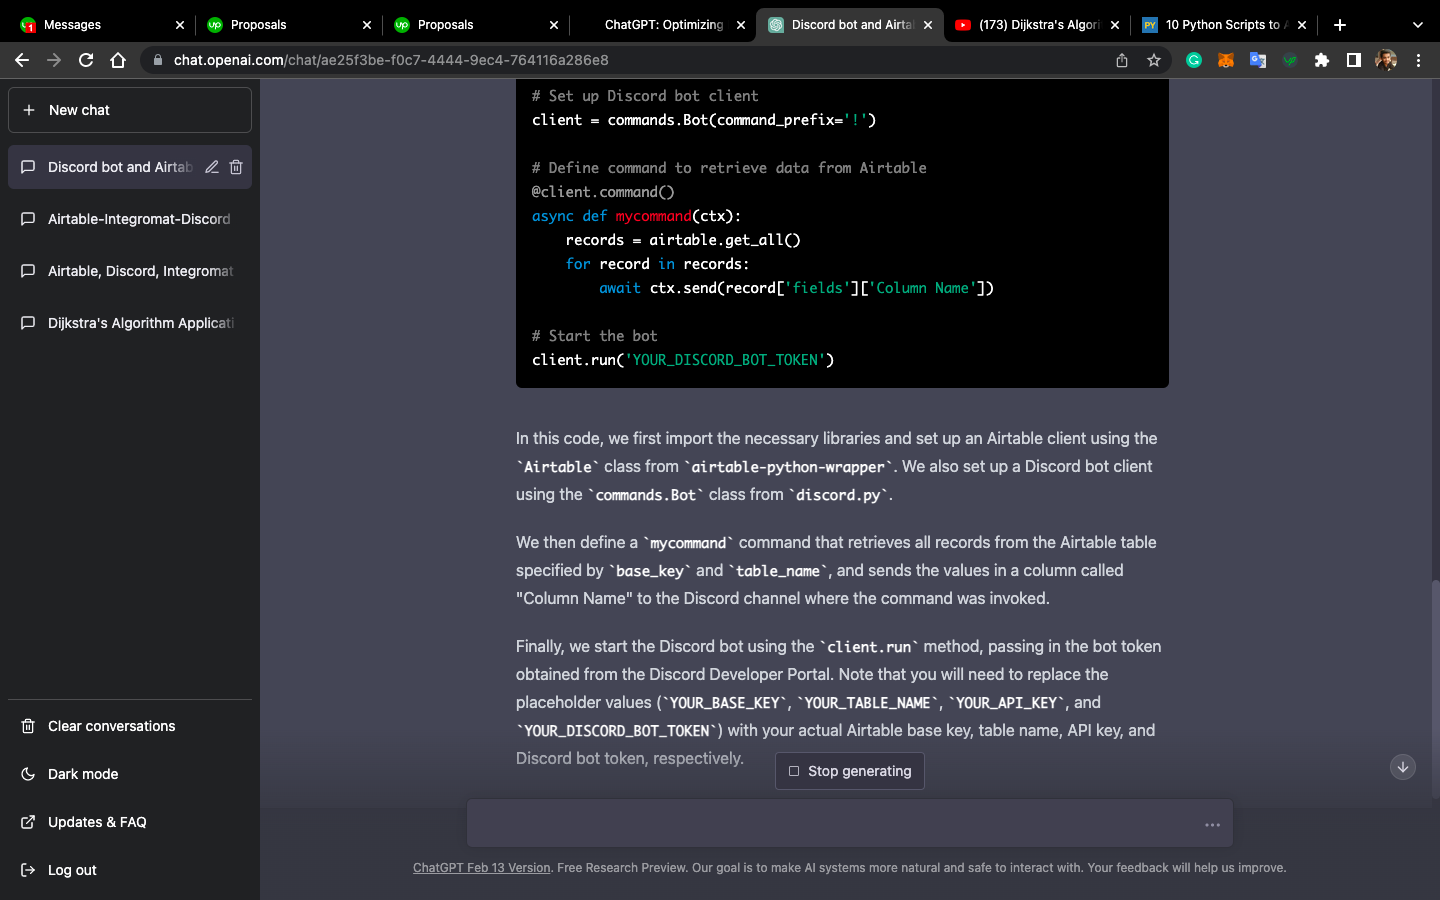 Messages
Proposals
Proposals
ChatGPT: Optimizing
Discord bot and Airta
(173) Dijkstra's Algori
10 Python Scripts to A
chat.openai.com/chat/ae25f3be-f0c7-4444-9ec4-764116a286e8
New chat
Discord bot and Airtab
Airtable-Integromat-Discord
Airtable, Discord, Integromat
Dijkstra's Algorithm Applicati
Clear conversations
Dark mode
Updates & FAQ
Log out
# Set up Discord bot client
client = commands.Bot(command_prefix='!')
# Define command to retrieve data from Airtable
@client.command()
async def mycommand(ctx):
    records = airtable.get_all()
    for record in records:
        await ctx.send(record['fields']['Column Name'])
# Start the bot
client.run('YOUR_DISCORD_BOT_TOKEN')
In this code, we first import the necessary libraries and set up an Airtable client using the
`Airtable` class from `airtable-python-wrapper`. We also set up a Discord bot client
using the `commands.Bot` class from `discord.py`.
We then define a `mycommand` command that retrieves all records from the Airtable table
specified by `base_key` and `table_name`, and sends the values in a column called
"Column Name" to the Discord channel where the command was invoked.
Finally, we start the Discord bot using the `client.run` method, passing in the bot token
obtained from the Discord Developer Portal. Note that you will need to replace the
placeholder values (`YOUR_BASE_KEY`, `YOUR_TABLE_NAME`, `YOUR_API_KEY`, and
`YOUR_DISCORD_BOT_TOKEN`) with your actual Airtable base key, table name, API key, and
Discord bot token, respectively.
Stop generating
ChatGPT Feb 13 Version. Free Research Preview. Our goal is to make AI systems more natural and safe to interact with. Your feedback will help us improve.